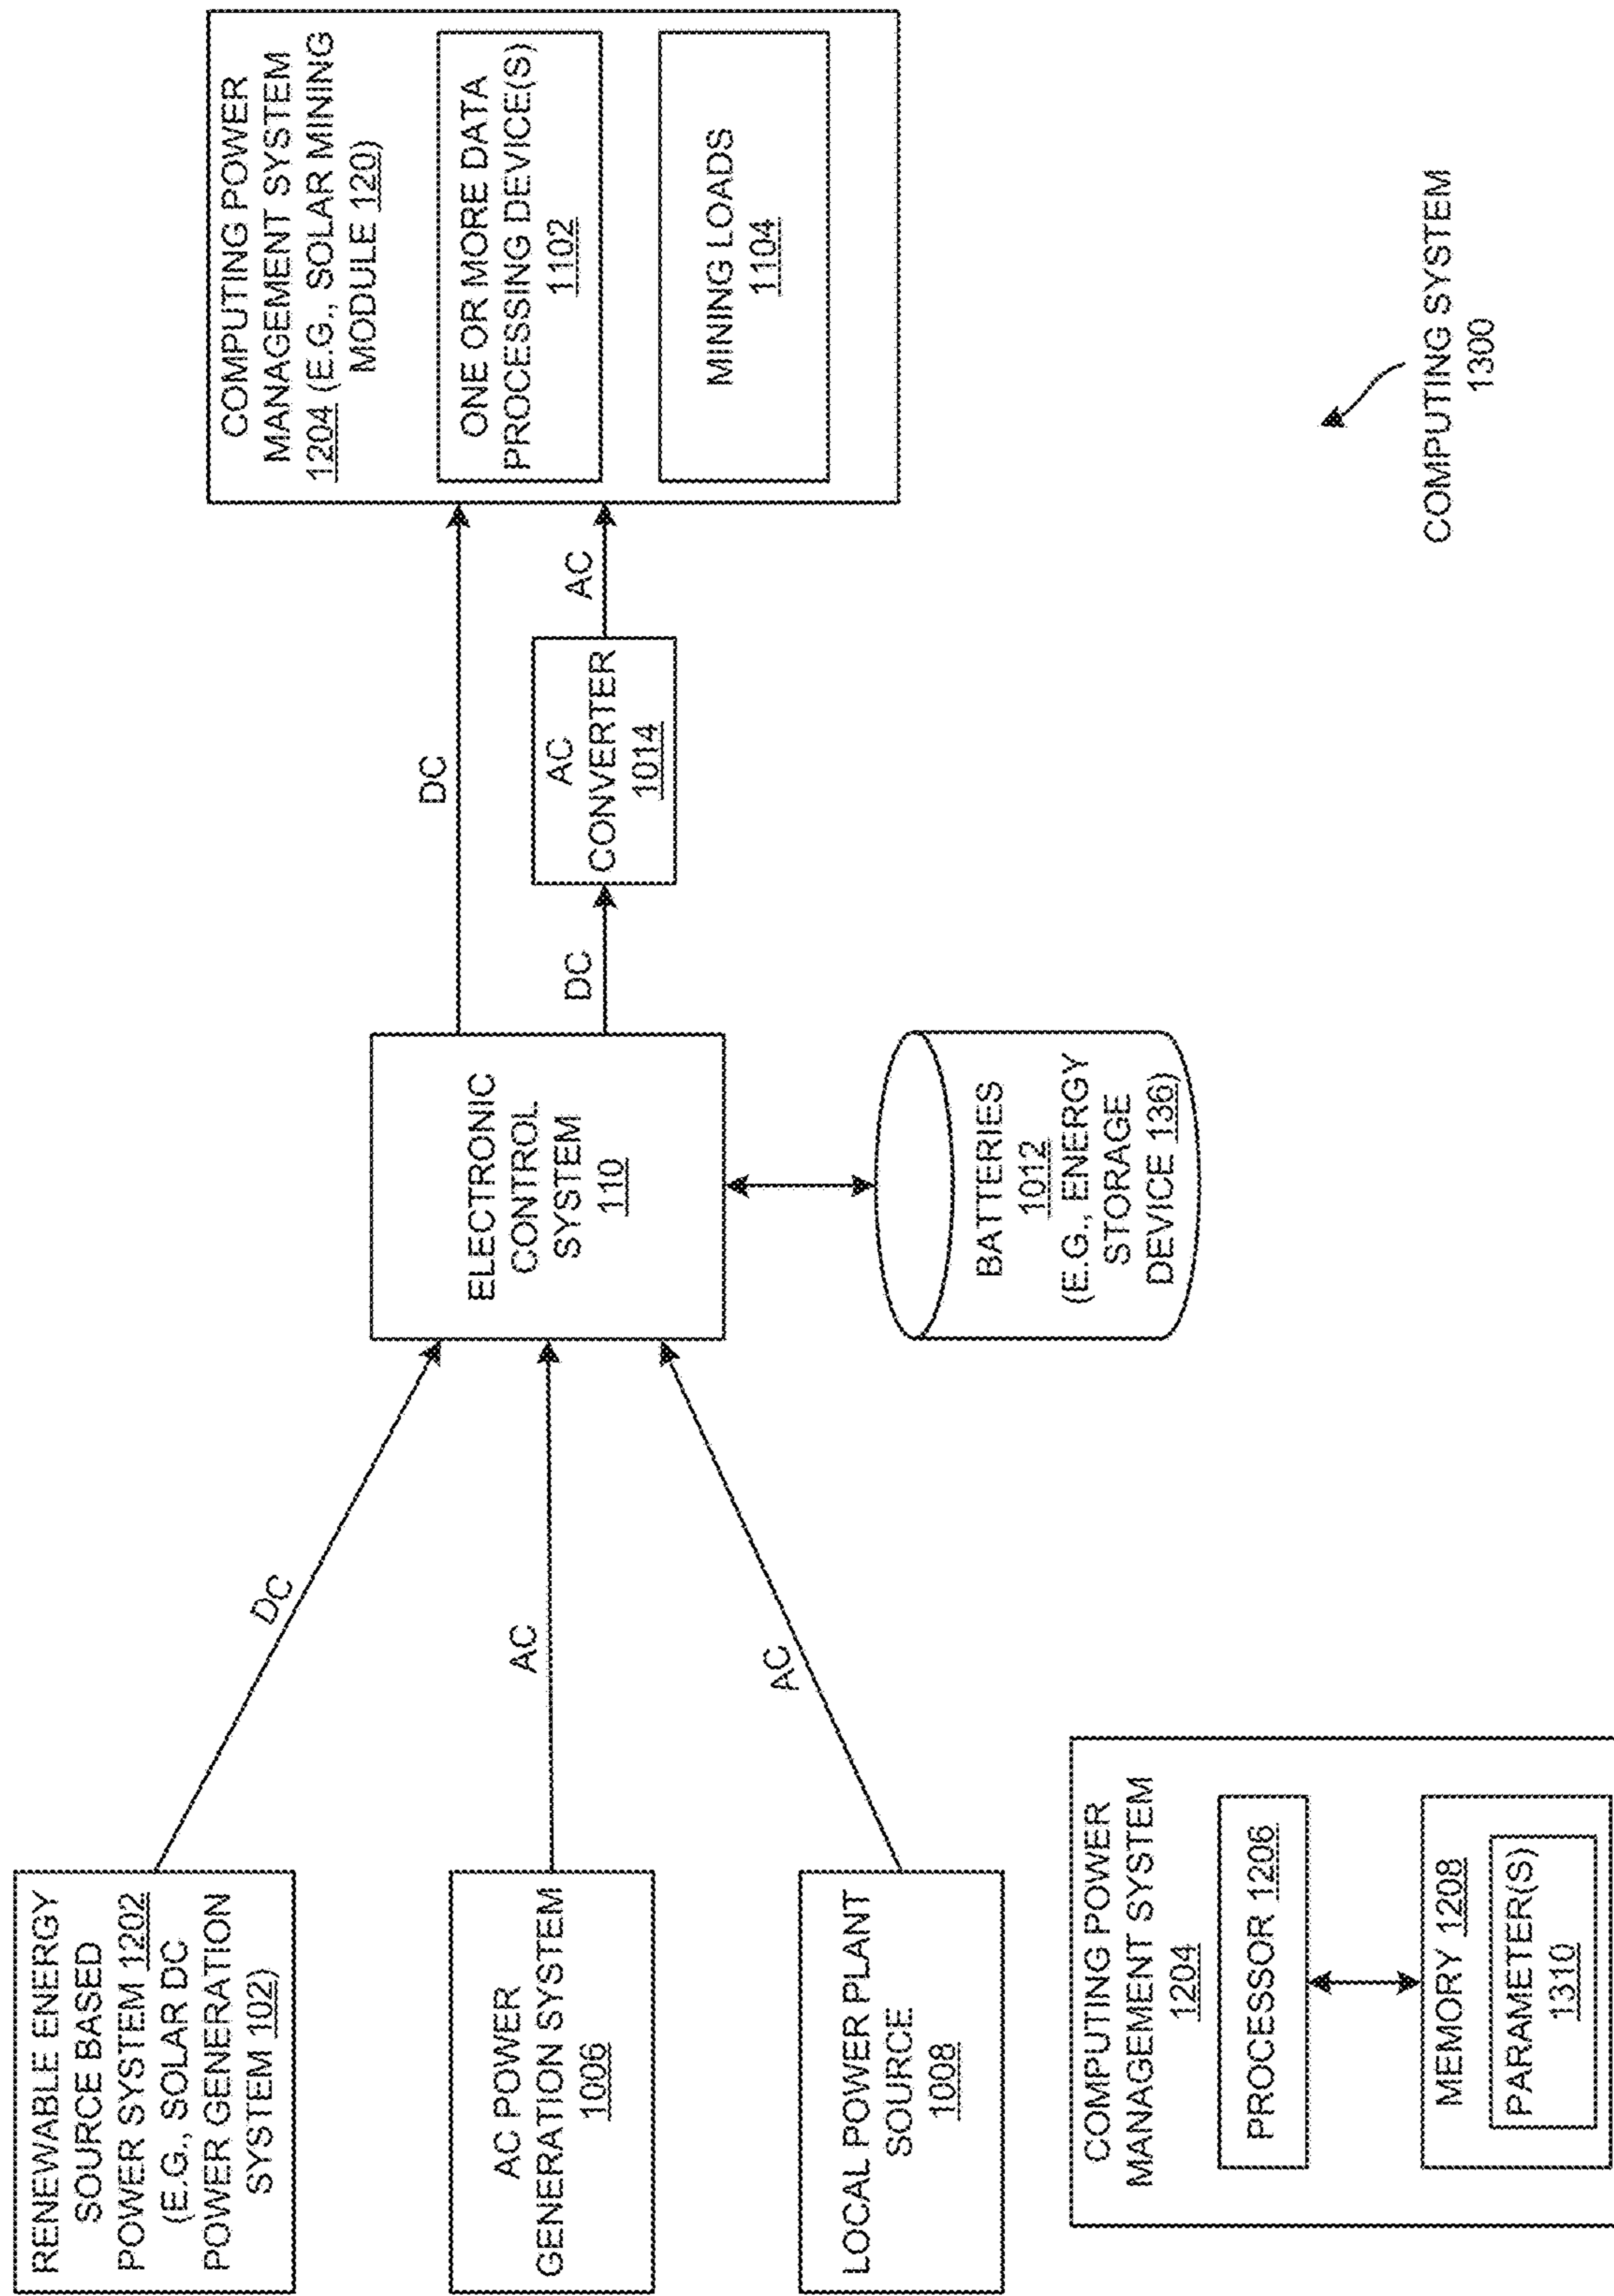 RENEWABLE ENERGY
SOURCE BASED
POWER SYSTEM 1202
(E.G., SOLAR DC
POWER GENERATION
SYSTEM 102)
AC POWER
GENERATION SYSTEM
1006
LOCAL POWER PLANT
SOURCE
1008
DC
AC
AC
ELECTRONIC
CONTROL
SYSTEM
110
BATTERIES
1012
(E.G., ENERGY
STORAGE
DEVICE 136)
DC
DC
AC
CONVERTER
1014
AC
COMPUTING POWER
MANAGEMENT SYSTEM
1204 (E.G., SOLAR MINING
MODULE 120)
ONE OR MORE DATA
PROCESSING DEVICE(S)
1102
MINING LOADS
1104
COMPUTING POWER
MANAGEMENT SYSTEM
1204
PROCESSOR 1206
MEMORY 1208
PARAMETER(S)
1310
COMPUTING SYSTEM
1300